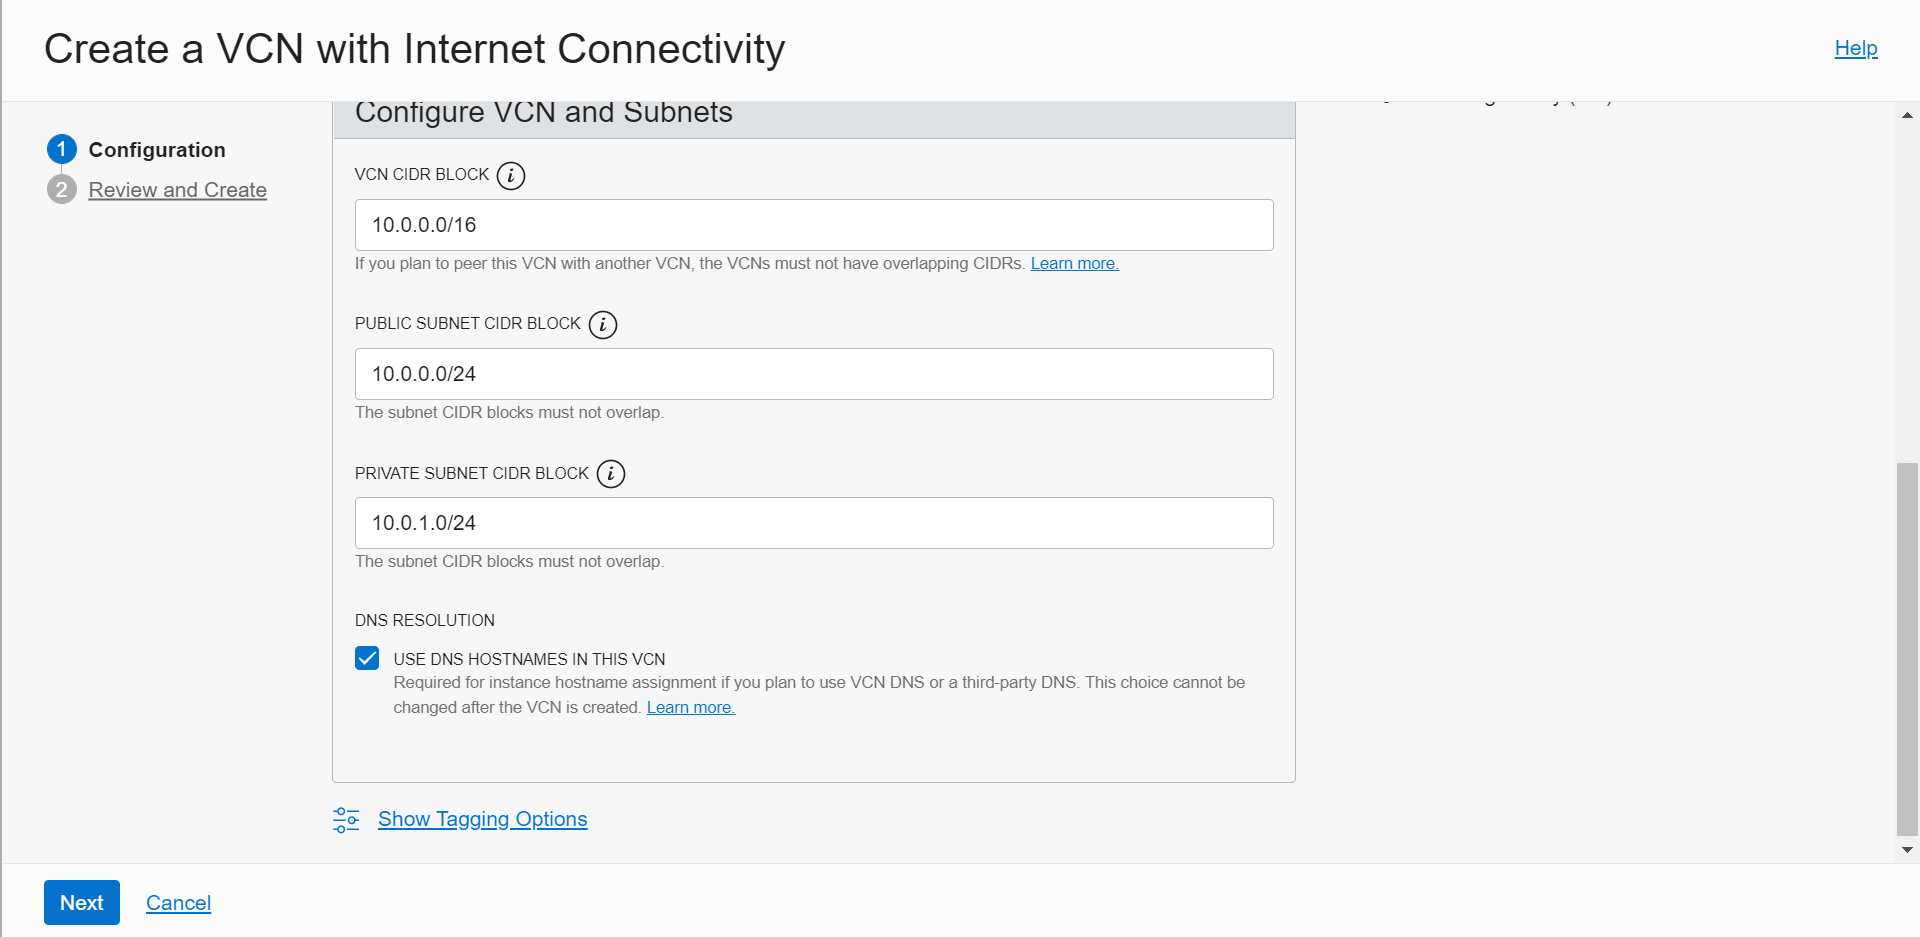 Create a VCN with Internet Connectivity
Help
1 Configuration
2 Review and Create
Configure VCN and Subnets
VCN CIDR BLOCK i
10.0.0.0/16
If you plan to peer this VCN with another VCN, the VCNs must not have overlapping CIDRs. Learn more.
PUBLIC SUBNET CIDR BLOCK i
10.0.0.0/24
The subnet CIDR blocks must not overlap.
PRIVATE SUBNET CIDR BLOCK i
10.0.1.0/24
The subnet CIDR blocks must not overlap.
DNS RESOLUTION
USE DNS HOSTNAMES IN THIS VCN
Required for instance hostname assignment if you plan to use VCN DNS or a third-party DNS. This choice cannot be
changed after the VCN is created. Learn more.
Show Tagging Options
Next
Cancel